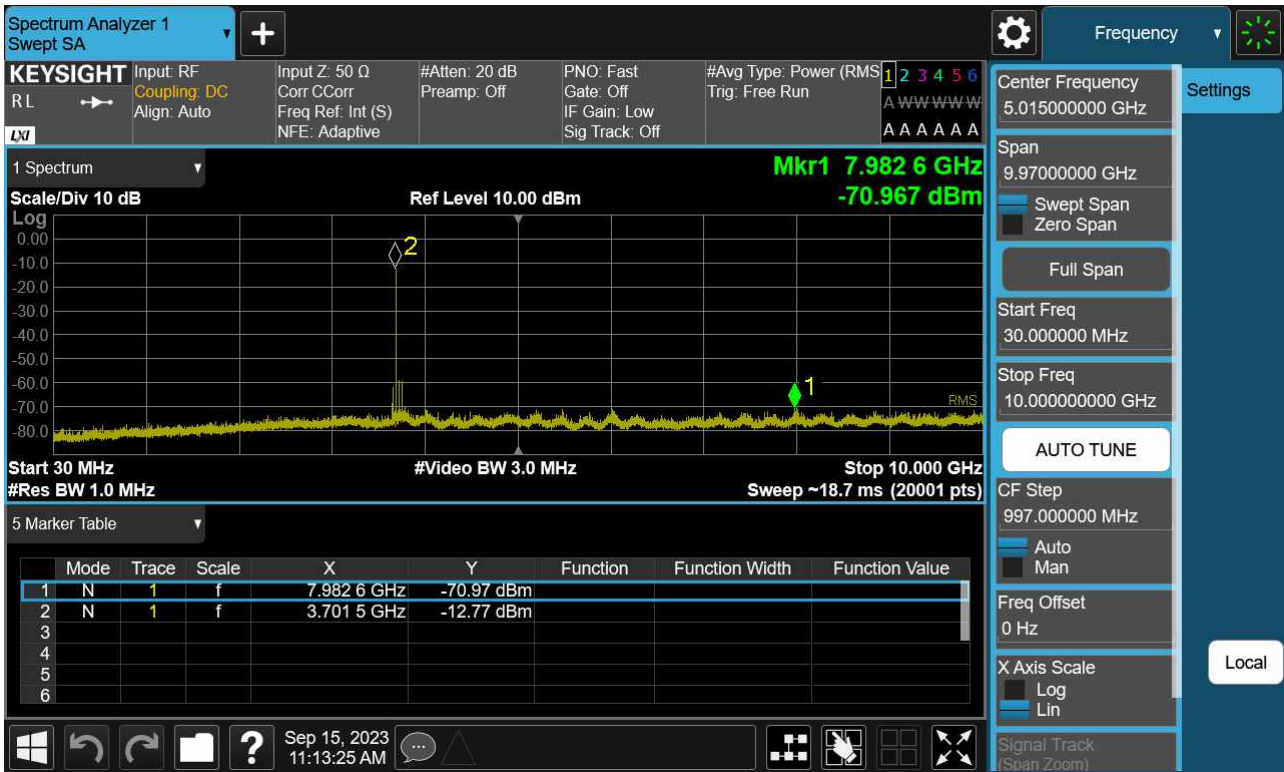 Spectrum Analyzer 1
Swept SA
+
Frequency
KEYSIGHT
RL
LXI
Input: RF
Coupling: DC
Align: Auto
Input Z: 50 Ω
Corr CCorr
Freq Ref: Int (S)
NFE: Adaptive
#Atten: 20 dB
Preamp: Off
PNO: Fast
Gate: Off
IF Gain: Low
Sig Track: Off
#Avg Type: Power (RMS
Trig: Free Run
1 2 3 4 5 6
A W W W W W
A A A A A A
1 Spectrum
Scale/Div 10 dB
Ref Level 10.00 dBm
Mkr1 7.982 6 GHz
-70.967 dBm
Log
0.00
-10.0
-20.0
-30.0
-40.0
-50.0
-60.0
-70.0
-80.0
2
1
RMS
Start 30 MHz
#Video BW 3.0 MHz
Stop 10.000 GHz
#Res BW 1.0 MHz
Sweep ~18.7 ms (20001 pts)
5 Marker Table
Mode Trace Scale X Y Function Function Width Function Value
1 N 1 f 7.982 6 GHz -70.97 dBm
2 N 1 f 3.701 5 GHz -12.77 dBm
3
4
5
6
Sep 15, 2023
11:13:25 AM
?
Center Frequency
5.015000000 GHz
Settings
Span
9.97000000 GHz
Swept Span
Zero Span
Full Span
Start Freq
30.000000 MHz
Stop Freq
10.000000000 GHz
AUTO TUNE
CF Step
997.000000 MHz
Auto
Man
Freq Offset
0 Hz
X Axis Scale
Log
Lin
Local
Signal Track
(Span Zoom)